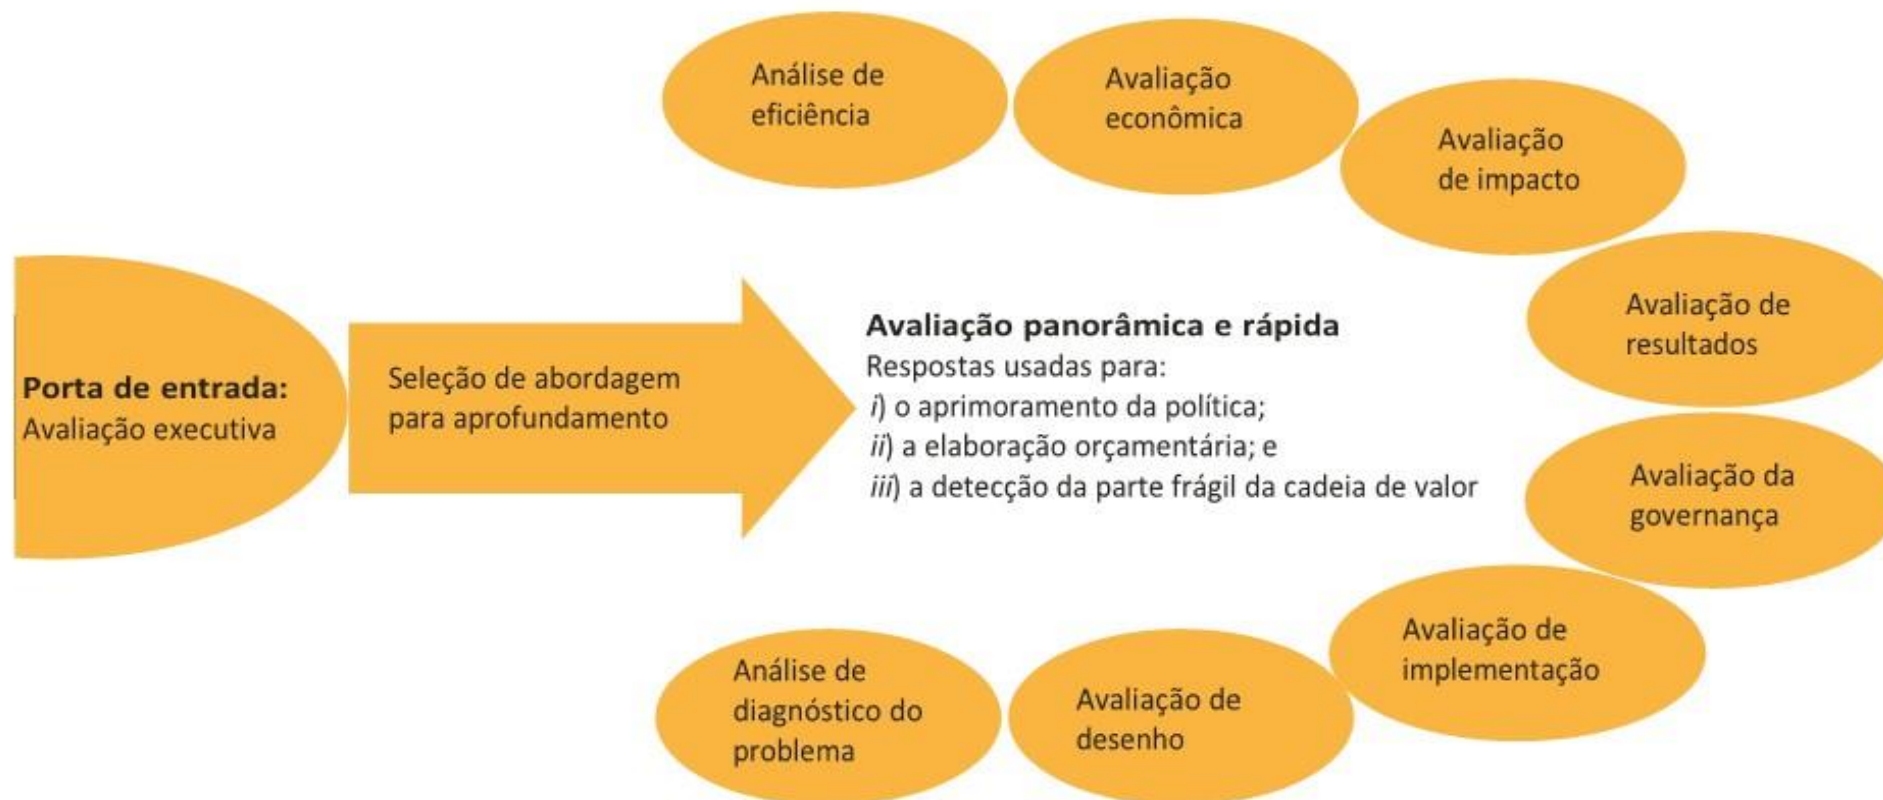 Análise de
eficiência
Avaliação
econômica
Avaliação
de impacto
Avaliação de
resultados
Avaliação da
governança
Avaliação de
implementação
Avaliação de
desenho
Análise de
diagnóstico do
problema
Porta de entrada:
Avaliação executiva
Seleção de abordagem
para aprofundamento
Avaliação panorâmica e rápida
Respostas usadas para:
i) o aprimoramento da política;
ii) a elaboração orçamentária; e
iii) a detecção da parte frágil da cadeia de valor